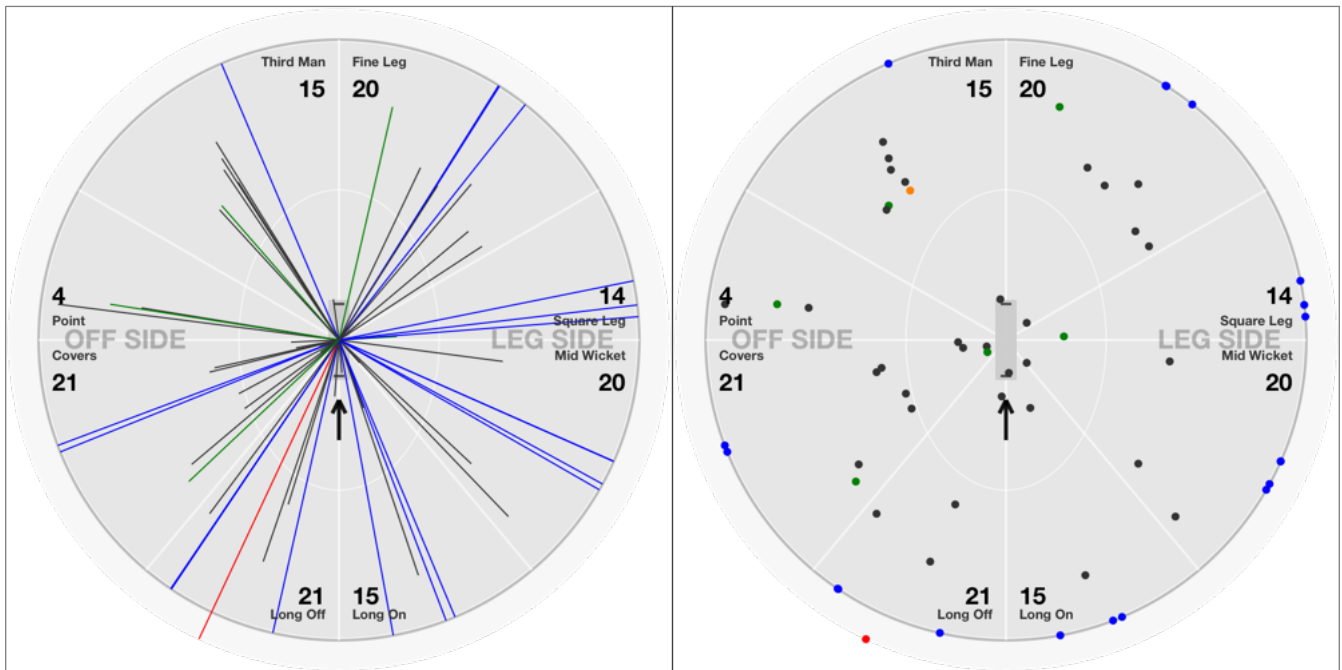 Third Man Fine Leg
15 20
4 14
Point Square Leg
OFF SIDE LEG SIDE
Covers Mid Wicket
21 20
21 15
Long Off Long On
Third Man Fine Leg
15 20
4 14
Point Square Leg
OFF SIDE LEG SIDE
Covers Mid Wicket
21 20
21 15
Long Off Long On